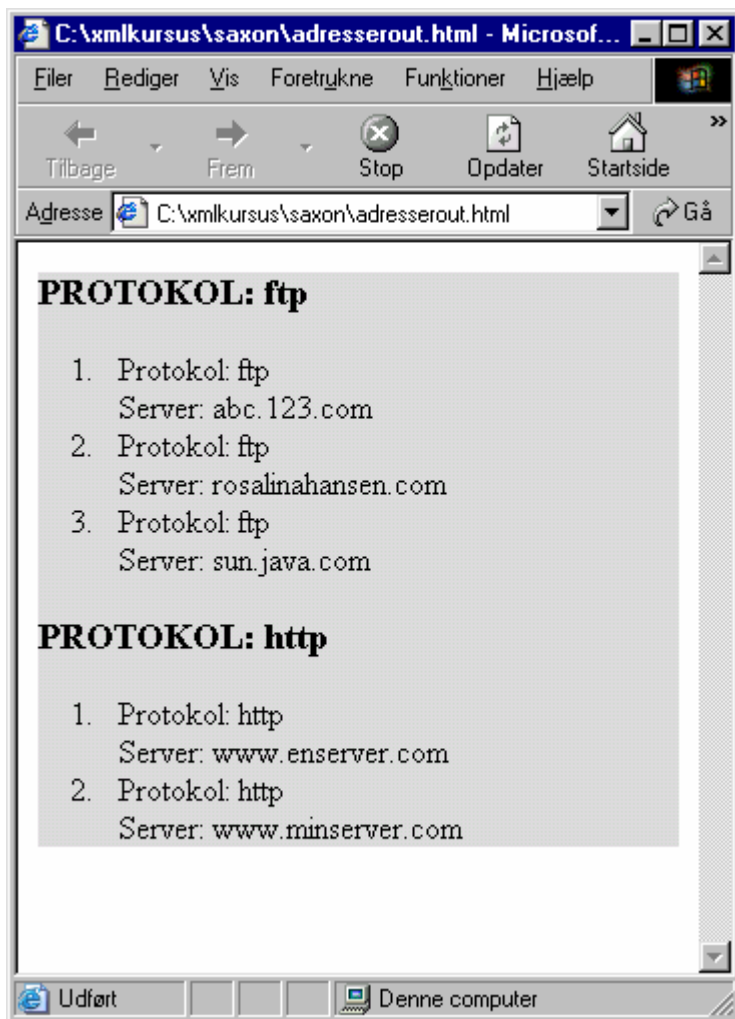 C:\xmlkursus\saxon\adresserout.html - Microsof...
Filer Rediger Vis Foretrukne Funktioner Hjælp
»
Tilbage Frem Stop Opdater Startside
Adresse C:\xmlkursus\saxon\adresserout.html Gå
PROTOKOL: ftp
1. Protokol: ftp
Server: abc.123.com
2. Protokol: ftp
Server: rosalinahansen.com
3. Protokol: ftp
Server: sun.java.com
PROTOKOL: http
1. Protokol: http
Server: www.enserver.com
2. Protokol: http
Server: www.minserver.com
Udført Denne computer